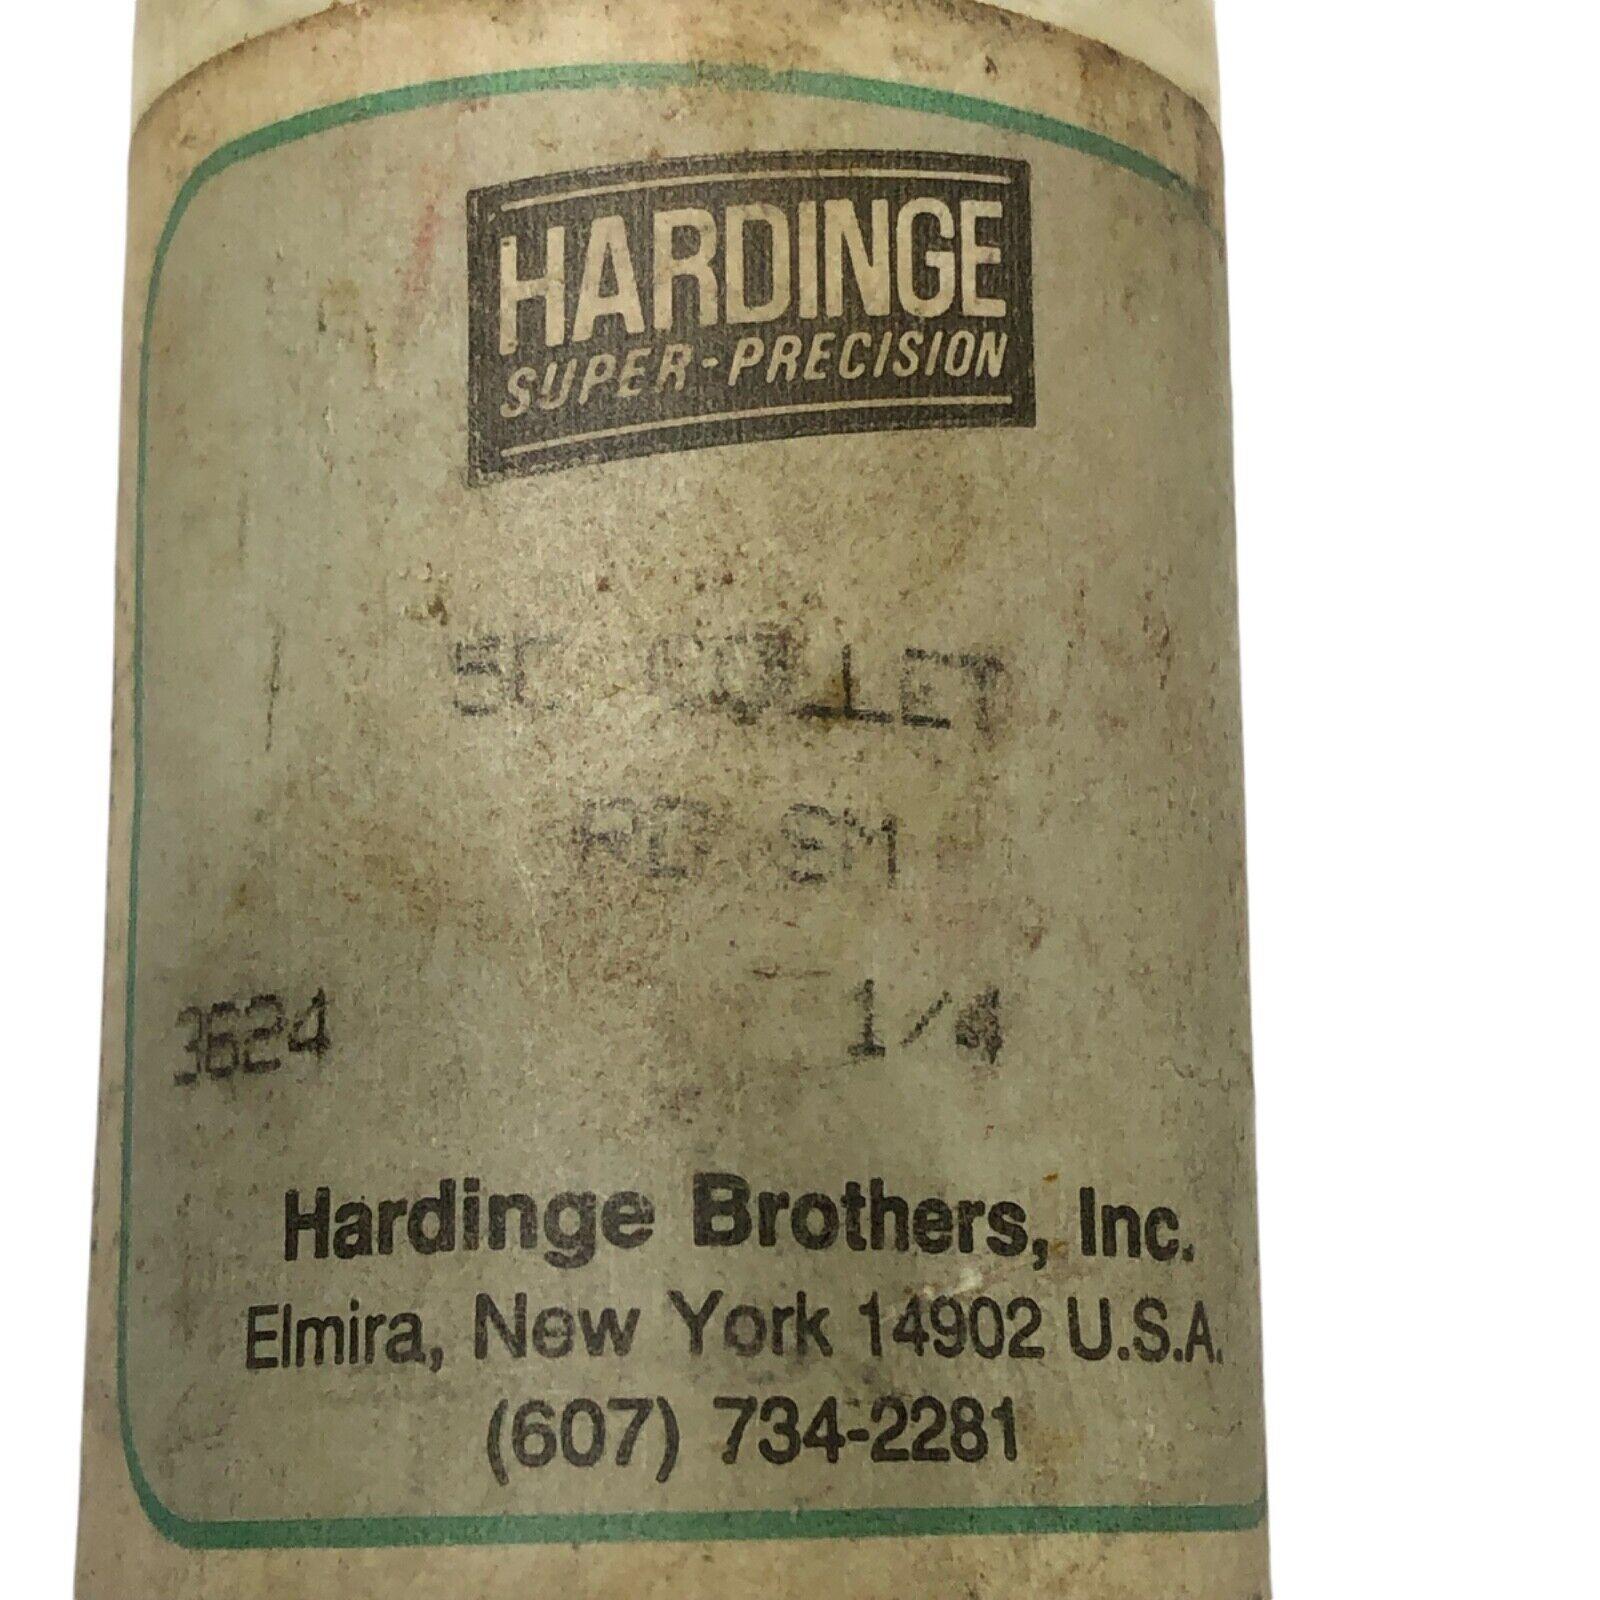 HARDINGE
SUPER-PRECISION
5C COLLET
RD SM
3624 1/4
Hardinge Brothers, Inc.
Elmira, New York 14902 U.S.A.
(607) 734-2281